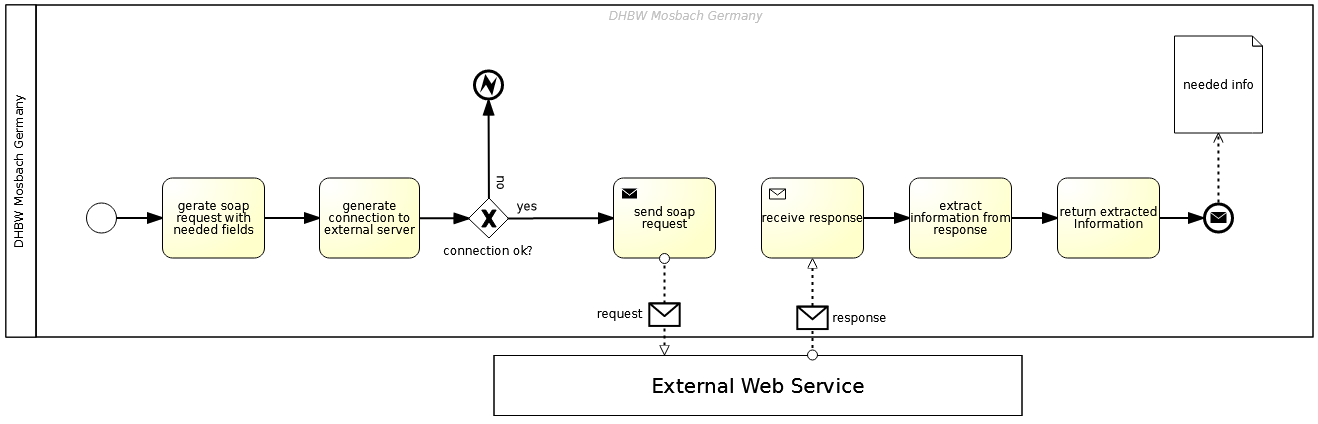 DHBW Mosbach Germany
DHBW Mosbach Germany
needed info
no
gerate soap
request with
needed fields
generate
connection to
external server
yes
connection ok?
send soap
request
receive response
extract
information from
response
return extracted
Information
request
response
External Web Service